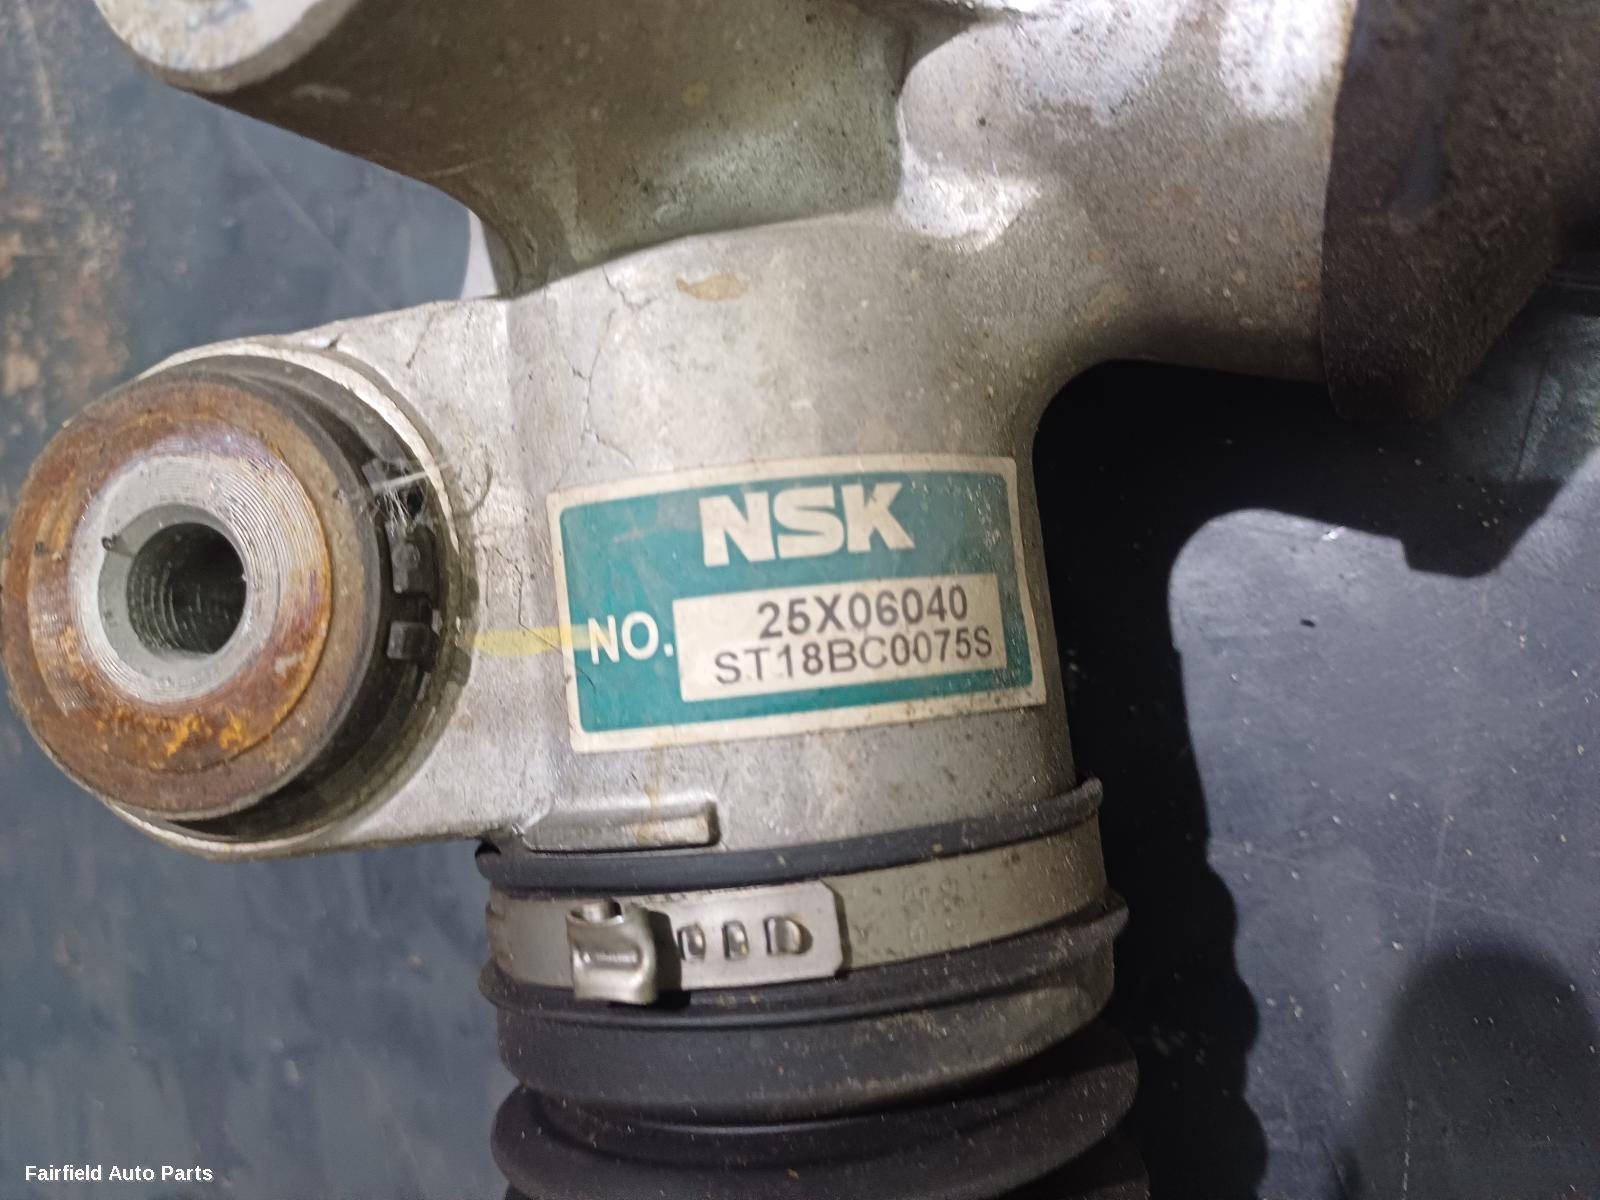 NSK
NO.
25X06040
ST18BC0075S
Fairfield Auto Parts